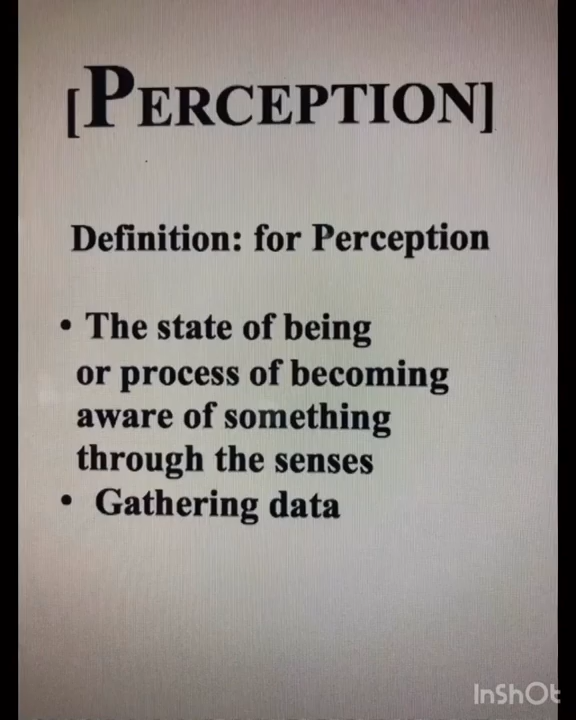 [PERCEPTION]
Definition: for Perception
• The state of being
or process of becoming
aware of something
through the senses
• Gathering data
InShOt